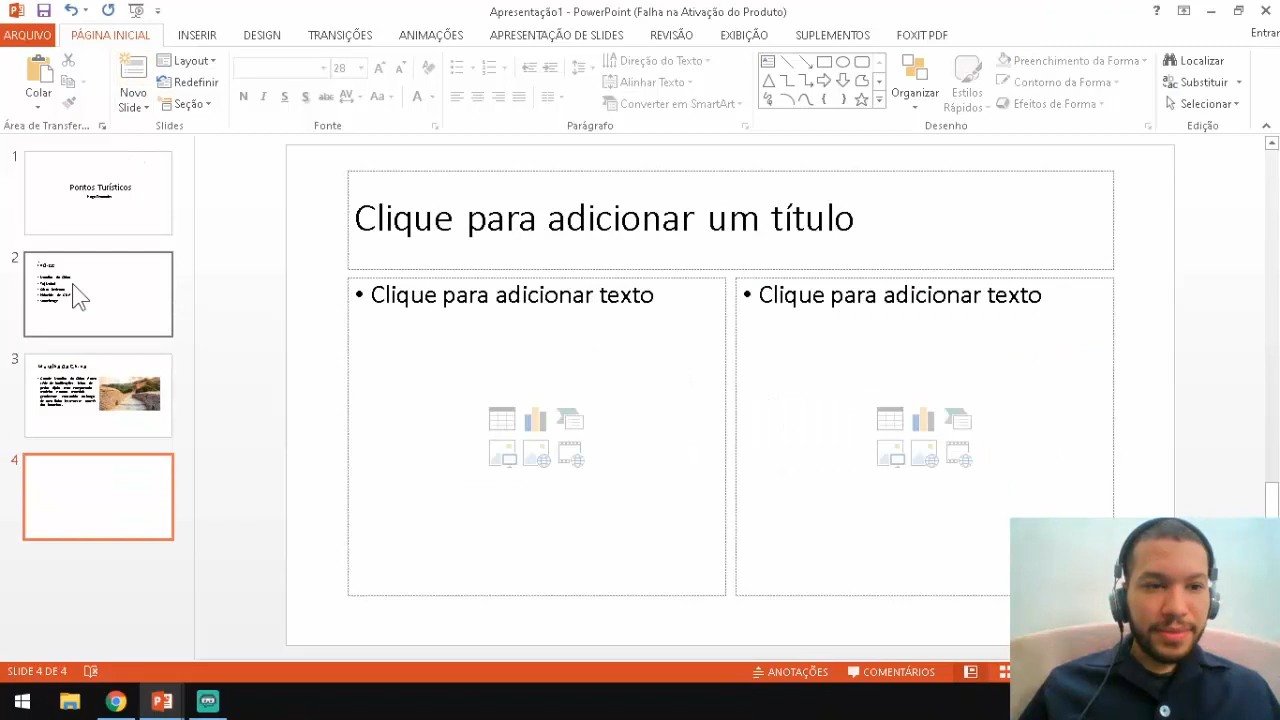 Apresentação1 - PowerPoint (Falha na Ativação do Produto)
ARQUIVO PÁGINA INICIAL INSERIR DESIGN TRANSIÇÕES ANIMAÇÕES APRESENTAÇÃO DE SLIDES REVISÃO EXIBIÇÃO SUPLEMENTOS FOXIT PDF Entrar
Colar
Novo Slide
Layout
Redefinir
Seção
28
N I S S abc AV Aa A
Direção do Texto
Alinhar Texto
Converter em SmartArt
Organizar
Estilos Rápidos
Preenchimento da Forma
Contorno da Forma
Efeitos de Forma
Localizar
Substituir
Selecionar
Área de Transfer... Slides Fonte Parágrafo Desenho Edição
1
Pontos Turísticos
2
3
4
Clique para adicionar um título
• Clique para adicionar texto
• Clique para adicionar texto
SLIDE 4 DE 4
ANOTAÇÕES
COMENTÁRIOS